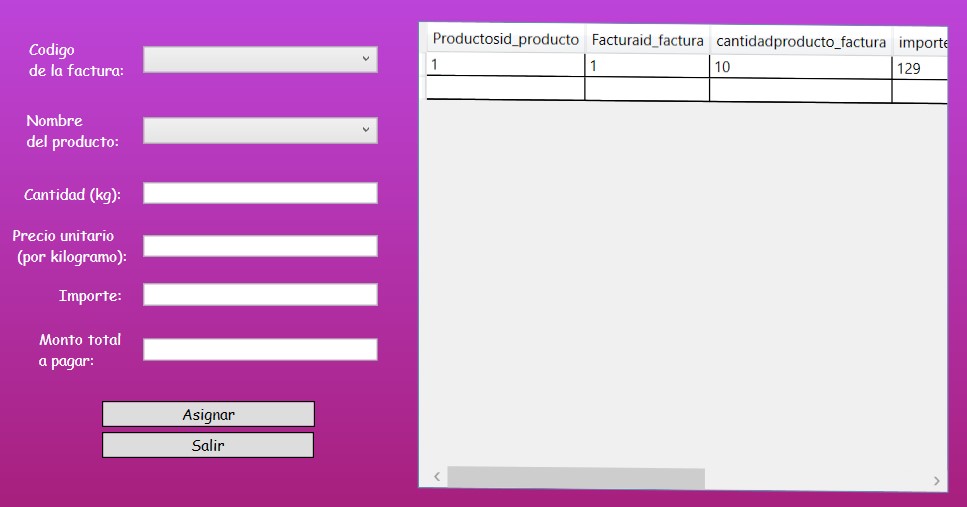 Codigo
de la factura:
Nombre
del producto:
Cantidad (kg):
Precio unitario
(por kilogramo):
Importe:
Monto total
a pagar:
Asignar
Salir
Productosid_producto Facturaid_factura cantidadproducto_factura importe
1 1 10 129